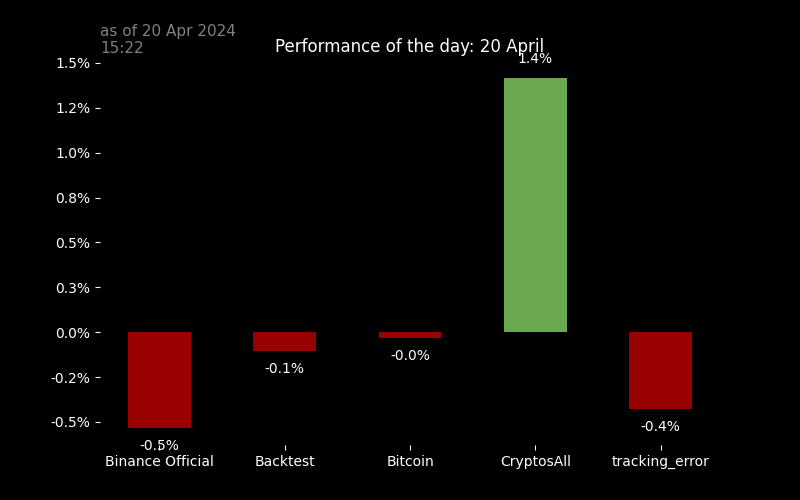 as of 20 Apr 2024
15:22
Performance of the day: 20 April
1.5%
1.2%
1.0%
0.8%
0.5%
0.3%
0.0%
-0.2%
-0.5%
-0.5%
-0.1%
-0.0%
1.4%
-0.4%
Binance Official
Backtest
Bitcoin
CryptosAll
tracking_error